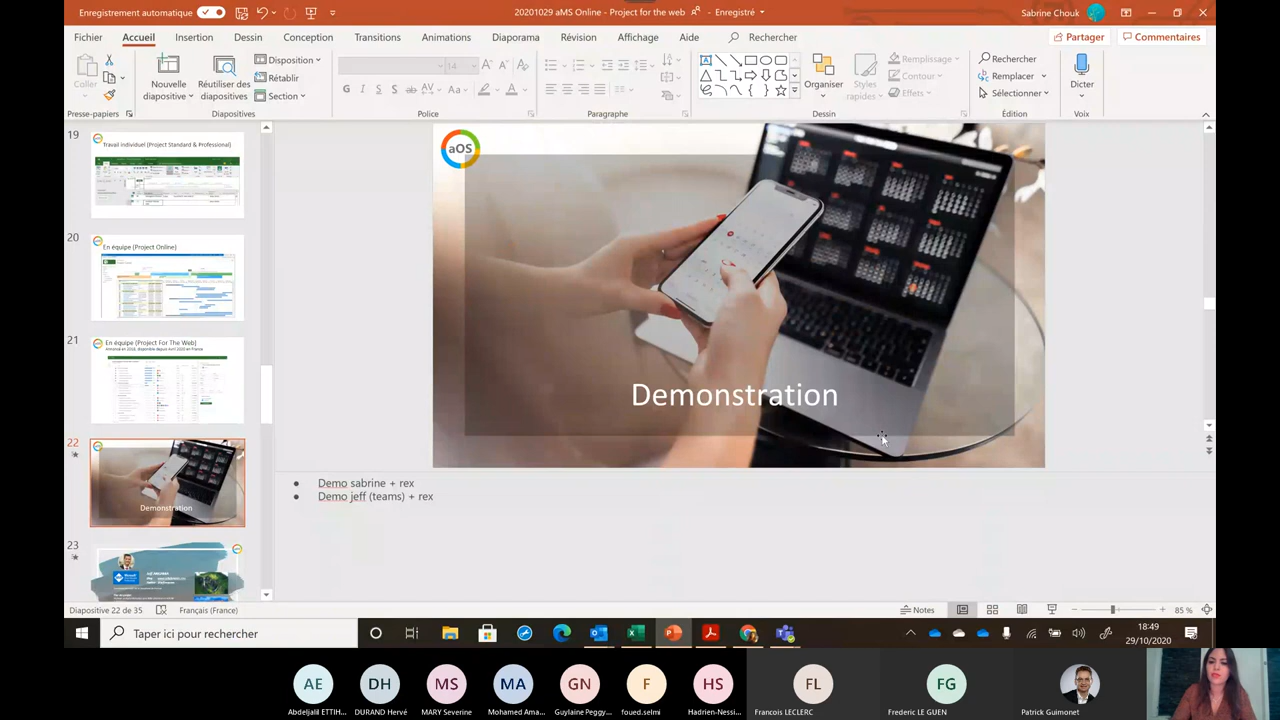 Enregistrement automatique
20201029 aMS Online - Project for the web
- Enregistré
Sabrine Chouk
Fichier Accueil Insertion Dessin Conception Transitions Animations Diaporama Révision Affichage Aide Rechercher
Partager Commentaires
Coller
Nouvelle diapositive
Réutiliser des diapositives
Disposition
Rétablir
Section
14
G I S S ab AV Aa A
Organiser
Styles rapides
Remplissage
Contour
Effets
Rechercher
Remplacer
Sélectionner
Dicter
Presse-papiers Diapositives Police Paragraphe Dessin Édition Voix
19
Travail individuel (Project Standard & Professional)
20
En équipe (Project Online)
21
En équipe (Project For The Web)
22
Demonstration
23
aOS
Demonstration
Demo sabrine + rex
Demo jeff (teams) + rex
Diapositive 22 de 35 Français (France) Notes 85 %
Taper ici pour rechercher
18:49
29/10/2020
AE DH MS MA GN F HS FL FG
Abdeljalil ETTIH... DURAND Hervé MARY Severine Mohamed Ama... Guylaine Peggy... foued.selmi Hadrien-Nessi... Francois LECLERC Frederic LE GUEN Patrick Guimonet